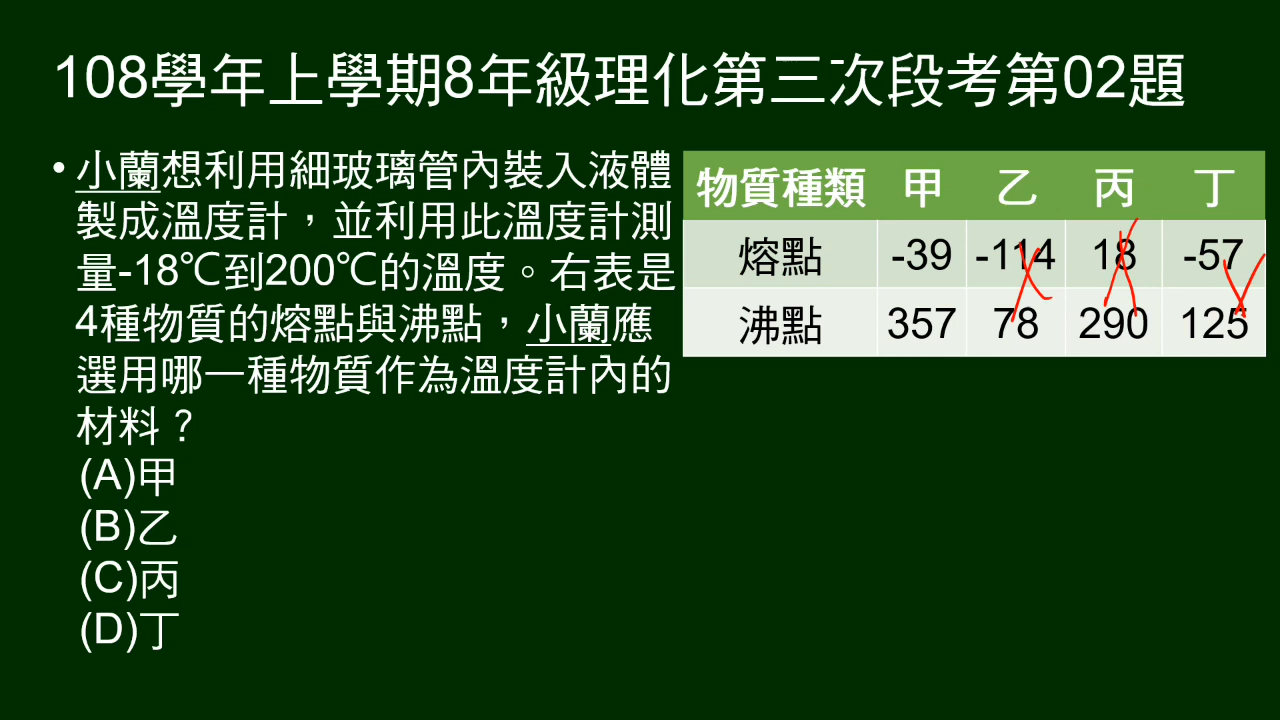 108學年上學期8年級理化第三次段考第02題
•小蘭想利用細玻璃管內裝入液體
製成溫度計，並利用此溫度計測
量-18℃到200℃的溫度。右表是
4種物質的熔點與沸點，小蘭應
選用哪一種物質作為溫度計內的
材料？
(A)甲
(B)乙
(C)丙
(D)丁
物質種類 甲 乙 丙 丁
熔點 -39 -114 18 -57
沸點 357 78 290 125